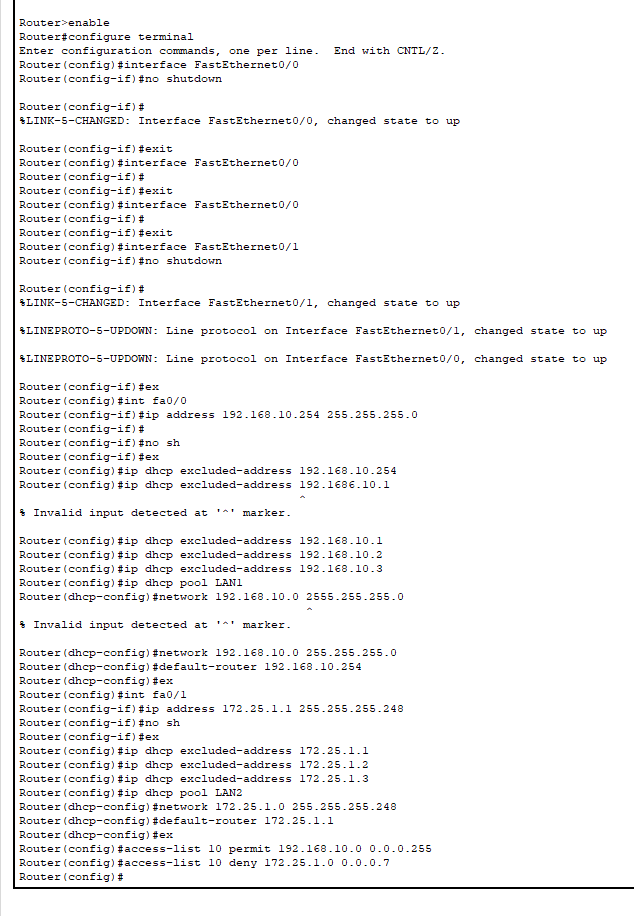 Router>enable
Router#configure terminal
Enter configuration commands, one per line.  End with CNTL/Z.
Router(config)#interface FastEthernet0/0
Router(config-if)#no shutdown
Router(config-if)#
%LINK-5-CHANGED: Interface FastEthernet0/0, changed state to up
Router(config-if)#exit
Router(config)#interface FastEthernet0/0
Router(config-if)#
Router(config-if)#exit
Router(config)#interface FastEthernet0/0
Router(config-if)#
Router(config-if)#exit
Router(config)#interface FastEthernet0/1
Router(config-if)#no shutdown
Router(config-if)#
%LINK-5-CHANGED: Interface FastEthernet0/1, changed state to up
%LINEPROTO-5-UPDOWN: Line protocol on Interface FastEthernet0/1, changed state to up
%LINEPROTO-5-UPDOWN: Line protocol on Interface FastEthernet0/0, changed state to up
Router(config-if)#ex
Router(config)#int fa0/0
Router(config-if)#ip address 192.168.10.254 255.255.255.0
Router(config-if)#
Router(config-if)#no sh
Router(config-if)#ex
Router(config)#ip dhcp excluded-address 192.168.10.254
Router(config)#ip dhcp excluded-address 192.1686.10.1
^
% Invalid input detected at '^' marker.
Router(config)#ip dhcp excluded-address 192.168.10.1
Router(config)#ip dhcp excluded-address 192.168.10.2
Router(config)#ip dhcp excluded-address 192.168.10.3
Router(config)#ip dhcp pool LAN1
Router(dhcp-config)#network 192.168.10.0 2555.255.255.0
^
% Invalid input detected at '^' marker.
Router(dhcp-config)#network 192.168.10.0 255.255.255.0
Router(dhcp-config)#default-router 192.168.10.254
Router(dhcp-config)#ex
Router(config)#int fa0/1
Router(config-if)#ip address 172.25.1.1 255.255.255.248
Router(config-if)#no sh
Router(config-if)#ex
Router(config)#ip dhcp excluded-address 172.25.1.1
Router(config)#ip dhcp excluded-address 172.25.1.2
Router(config)#ip dhcp excluded-address 172.25.1.3
Router(config)#ip dhcp pool LAN2
Router(dhcp-config)#network 172.25.1.0 255.255.255.248
Router(dhcp-config)#default-router 172.25.1.1
Router(dhcp-config)#ex
Router(config)#access-list 10 permit 192.168.10.0 0.0.0.255
Router(config)#access-list 10 deny 172.25.1.0 0.0.0.7
Router(config)#